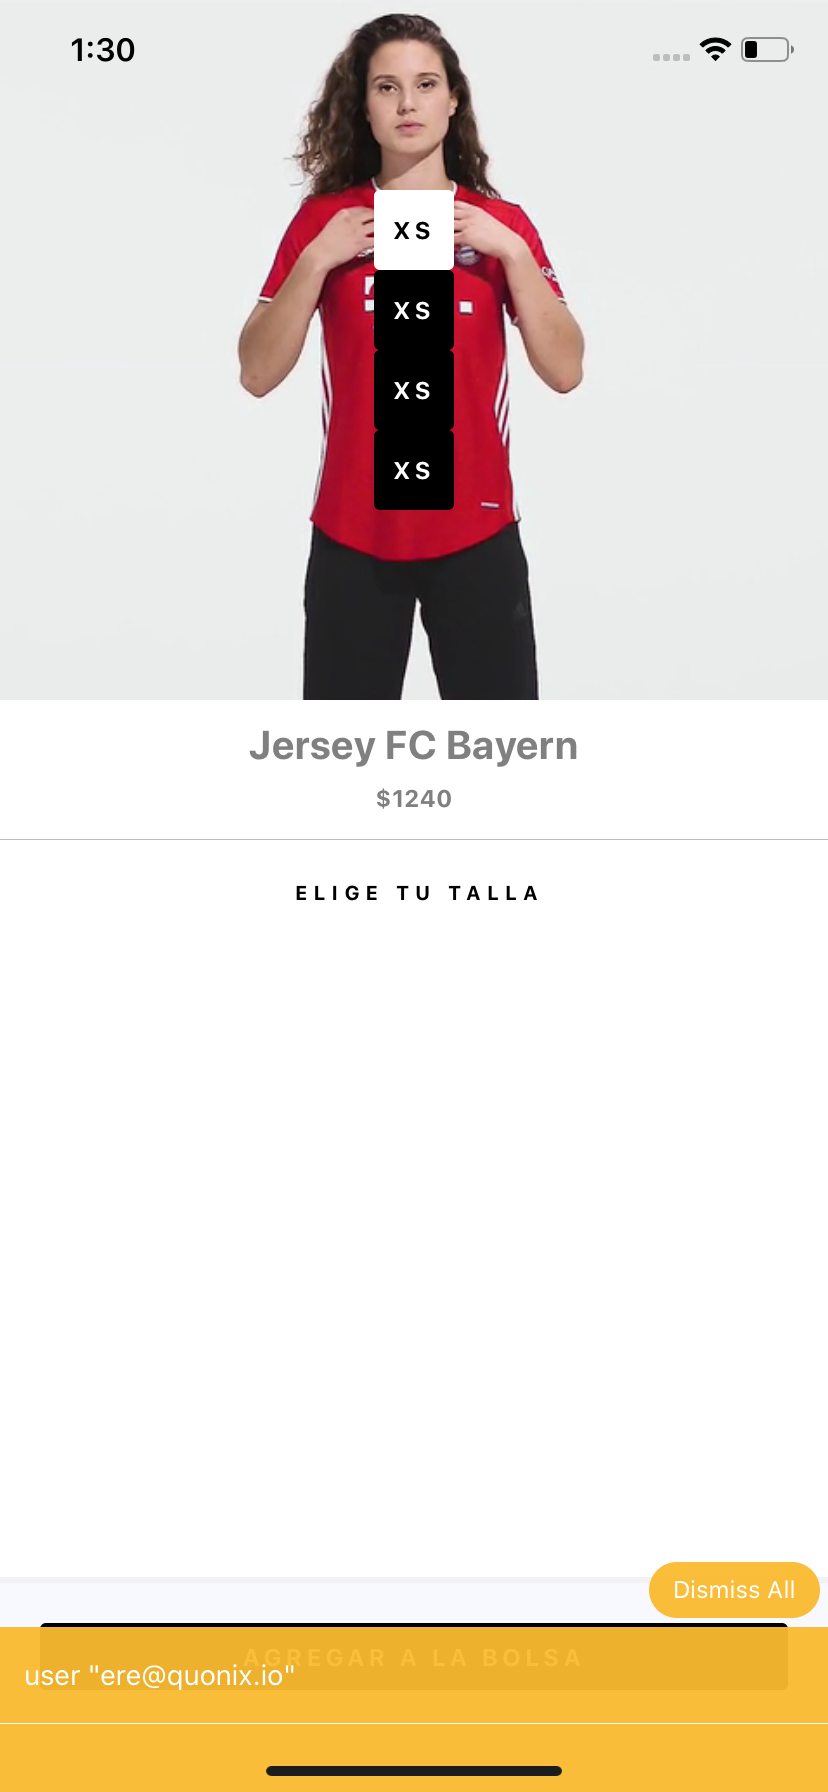 1:30
XS
XS
XS
XS
Jersey FC Bayern
$1240
ELIGE TU TALLA
Dismiss All
AGREGAR A LA BOLSA
user "ere@quonix.io"